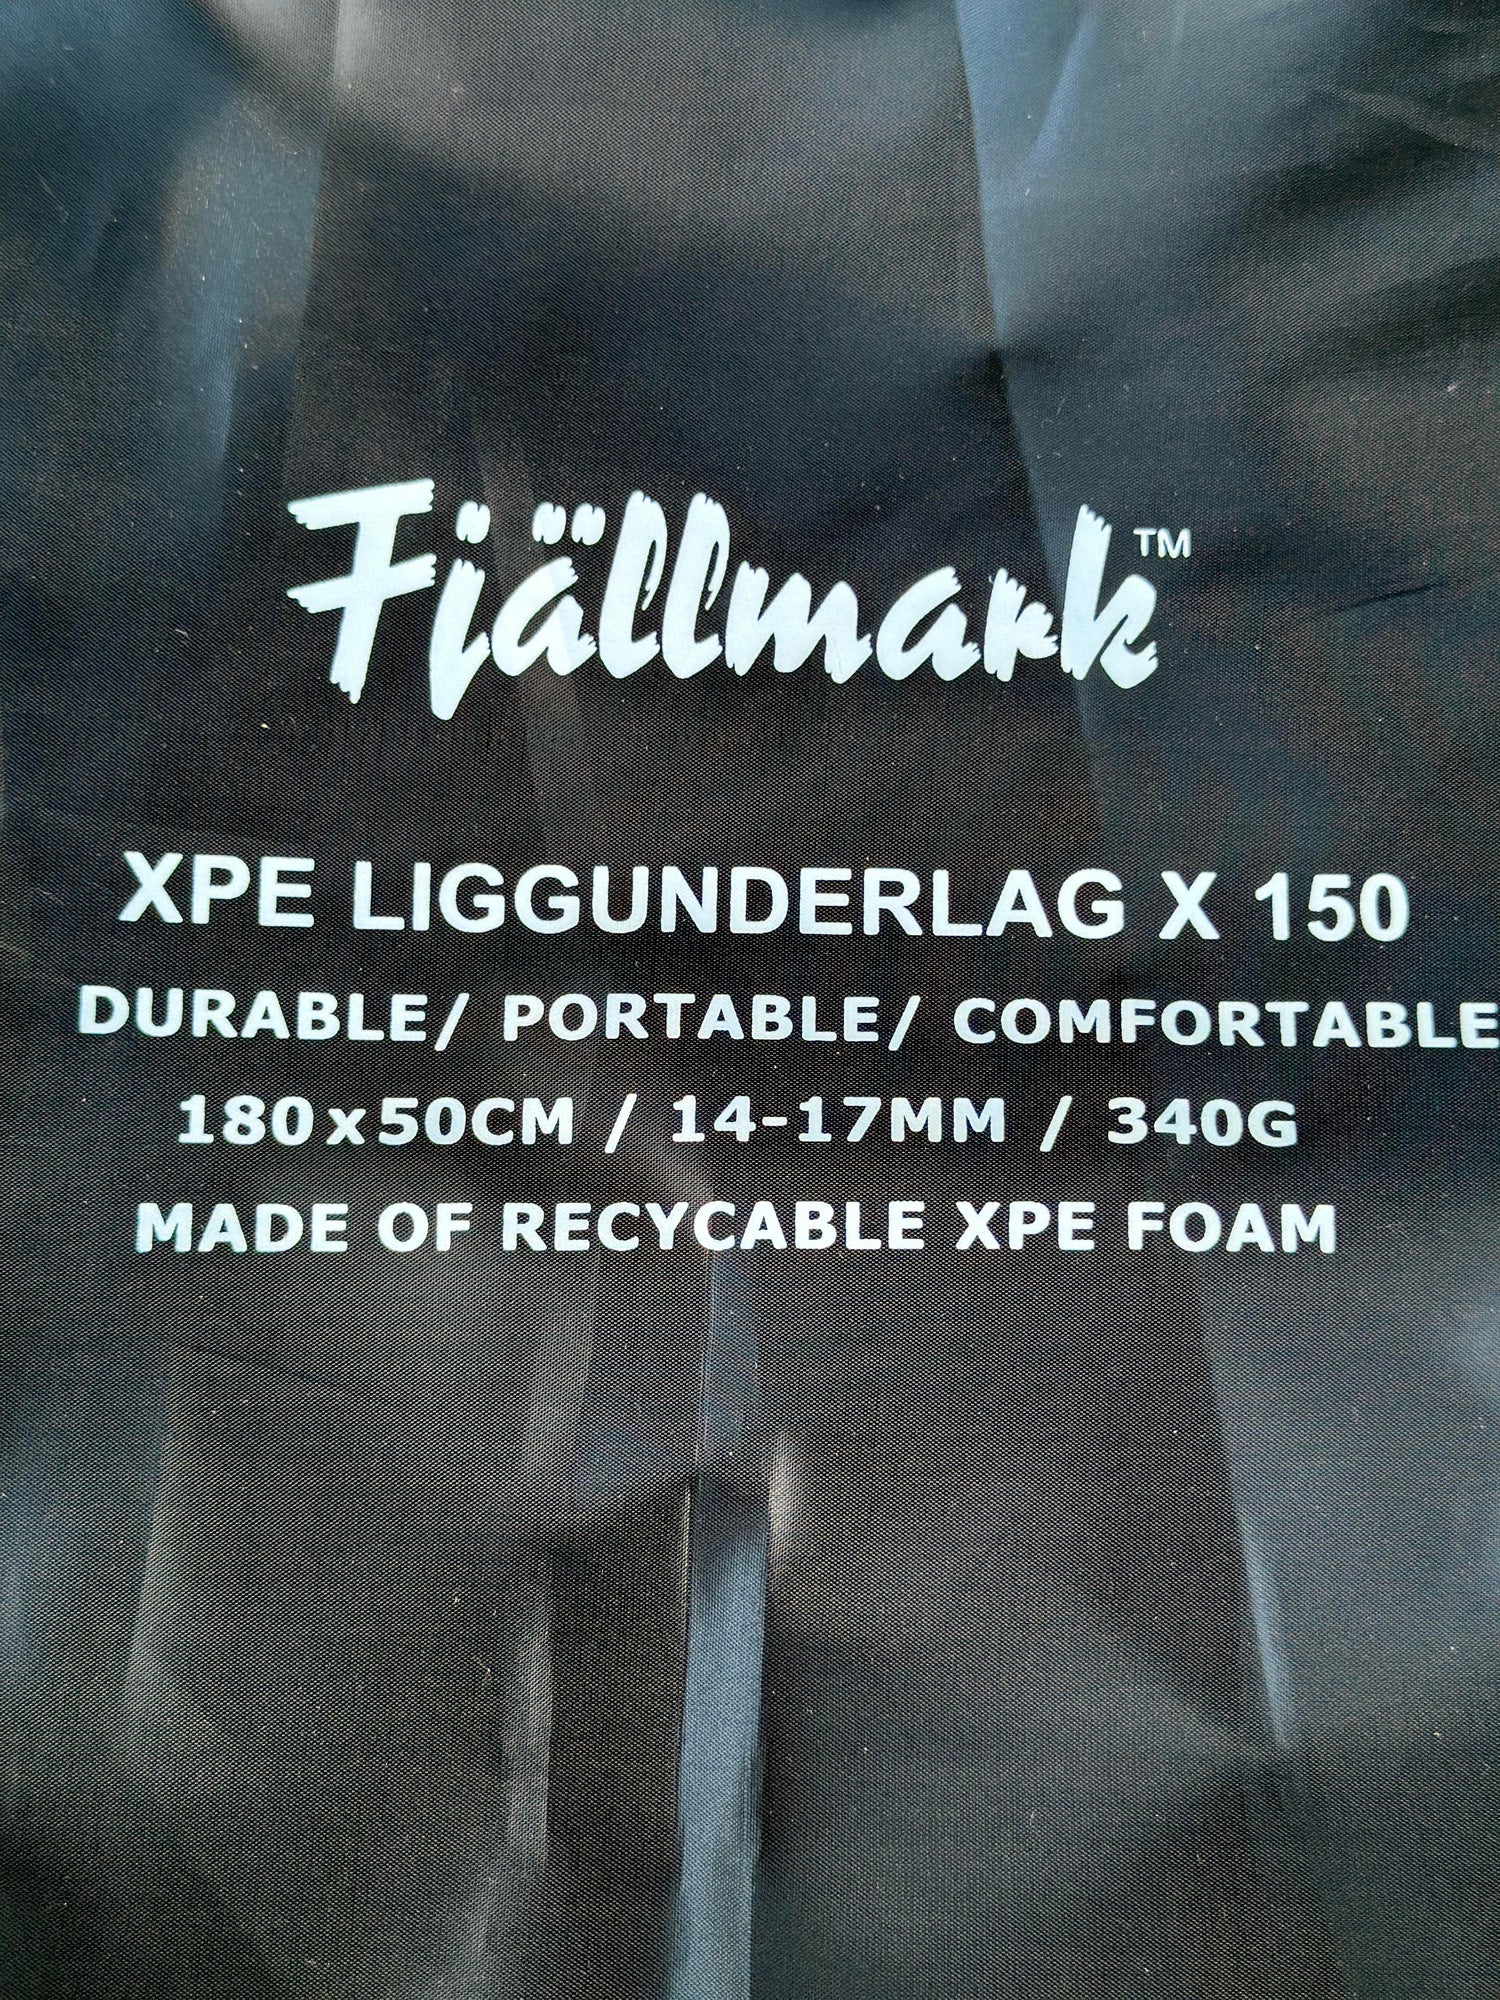 Fjällmark™
XPE LIGGUNDERLAG X 150
DURABLE/ PORTABLE/ COMFORTABLE
180x50CM / 14-17MM / 340G
MADE OF RECYCABLE XPE FOAM